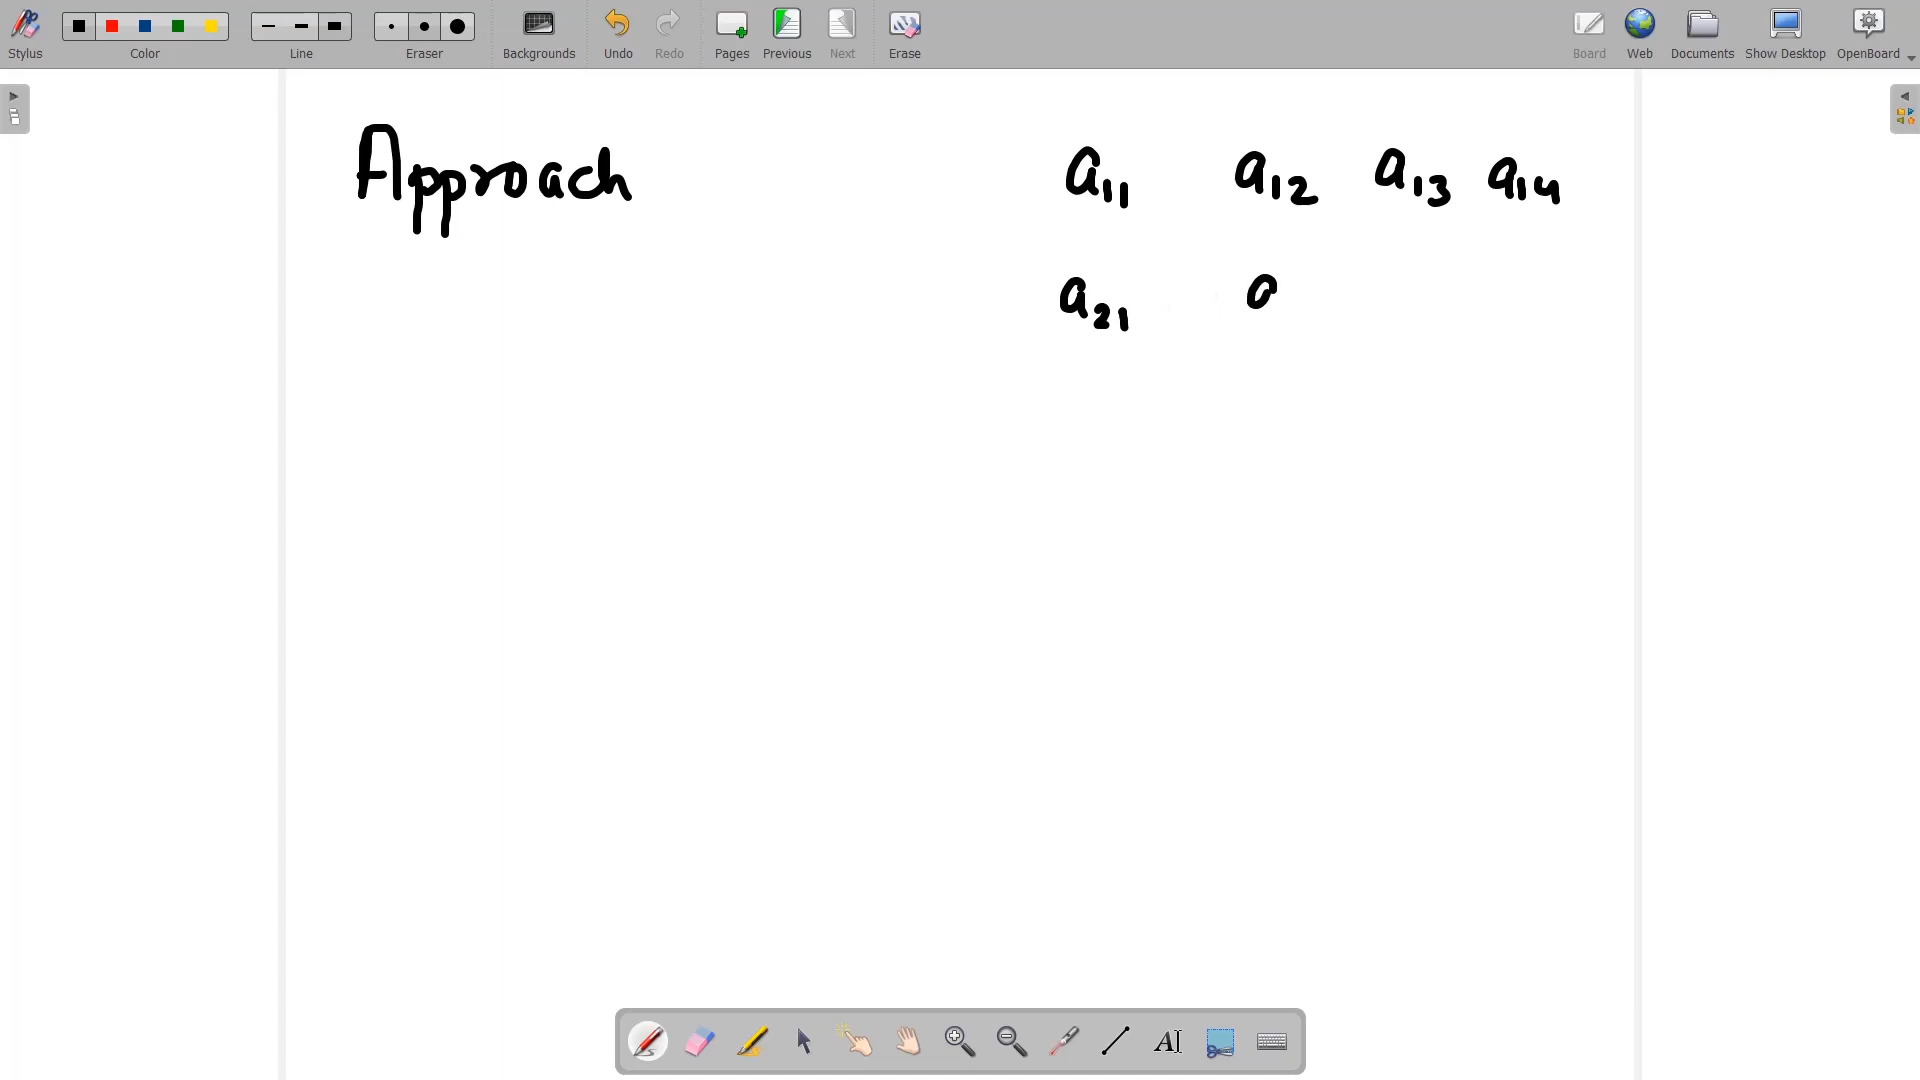 Stylus Color Line Eraser Backgrounds Undo Redo Pages Previous Next Erase Board Web Documents Show Desktop OpenBoard
Approach a₁₁ a₁₂ a₁₃ a₁₄
a₂₁ a